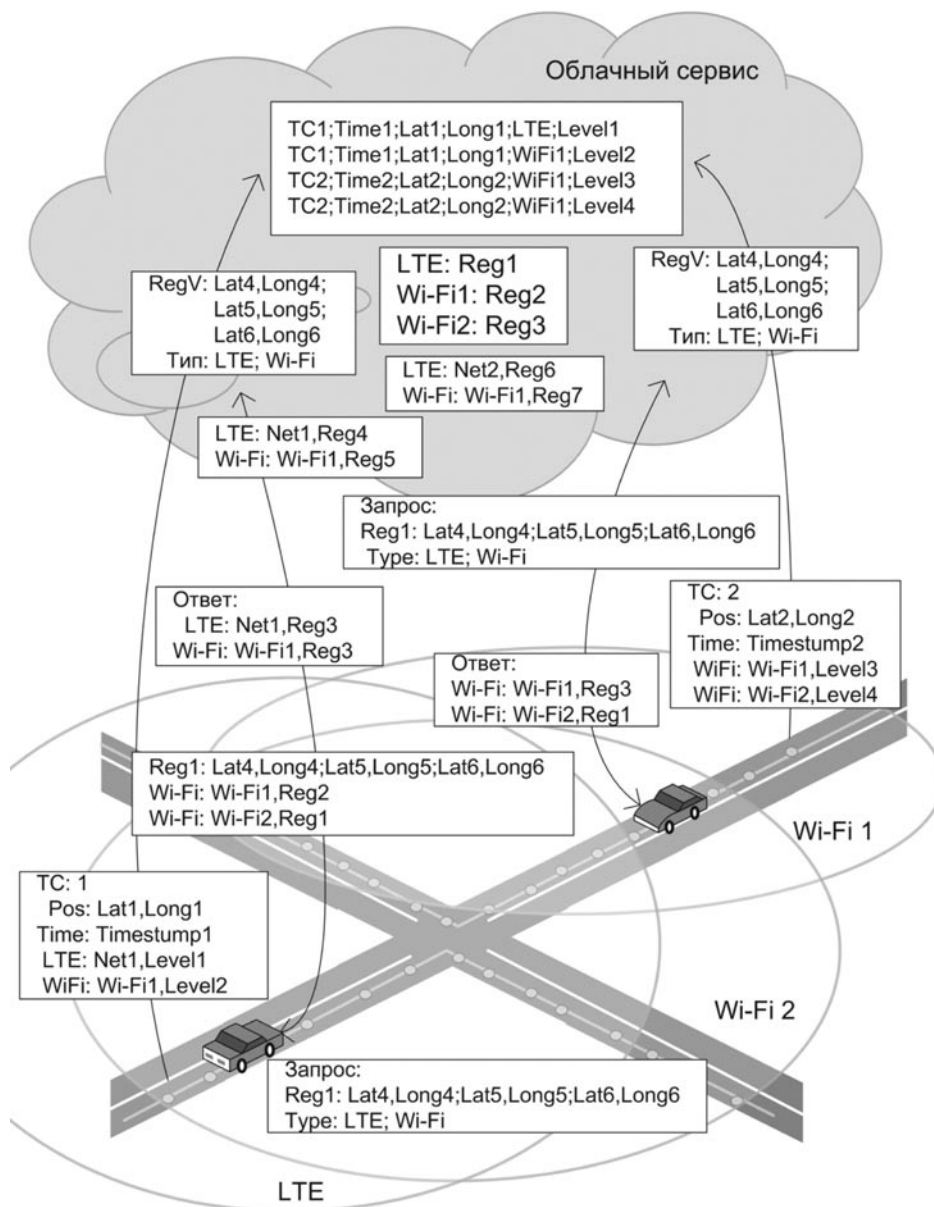 Облачный сервис
TC1;Time1;Lat1;Long1;LTE;Level1
TC1;Time1;Lat1;Long1;WiFi1;Level2
TC2;Time2;Lat2;Long2;WiFi1;Level3
TC2;Time2;Lat2;Long2;WiFi1;Level4
RegV: Lat4,Long4;
Lat5,Long5;
Lat6,Long6
Тип: LTE; Wi-Fi
LTE: Reg1
Wi-Fi1: Reg2
Wi-Fi2: Reg3
RegV: Lat4,Long4;
Lat5,Long5;
Lat6,Long6
Тип: LTE; Wi-Fi
LTE: Net2,Reg6
Wi-Fi: Wi-Fi1,Reg7
LTE: Net1,Reg4
Wi-Fi: Wi-Fi1,Reg5
Запрос:
Reg1: Lat4,Long4;Lat5,Long5;Lat6,Long6
Type: LTE; Wi-Fi
Ответ:
LTE: Net1,Reg3
Wi-Fi: Wi-Fi1,Reg3
Ответ:
Wi-Fi: Wi-Fi1,Reg3
Wi-Fi: Wi-Fi2,Reg1
TC: 2
Pos: Lat2,Long2
Time: Timestump2
WiFi: Wi-Fi1,Level3
WiFi: Wi-Fi2,Level4
Reg1: Lat4,Long4;Lat5,Long5;Lat6,Long6
Wi-Fi: Wi-Fi1,Reg2
Wi-Fi: Wi-Fi2,Reg1
Wi-Fi 1
TC: 1
Pos: Lat1,Long1
Time: Timestump1
LTE: Net1,Level1
WiFi: Wi-Fi1,Level2
Wi-Fi 2
Запрос:
Reg1: Lat4,Long4;Lat5,Long5;Lat6,Long6
Type: LTE; Wi-Fi
LTE